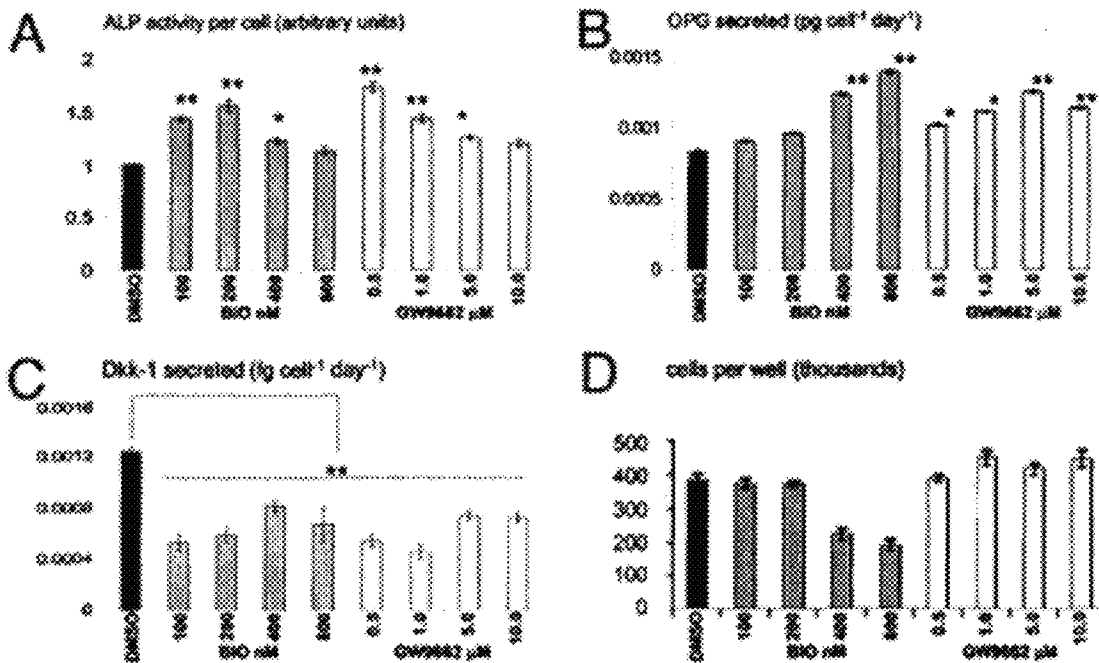 A
ALP activity per cell (arbitrary units)
2
1.5
1
0.5
0
** ** * ** ** *
DMSO 100 200 400 800 0.5 1.0 5.0 10.0
BIO nM GW9662 µM
B
OPG secreted (pg cell⁻¹ day⁻¹)
0.0015
0.001
0.0005
0
** ** * * ** **
DMSO 100 200 400 800 0.5 1.0 5.0 10.0
BIO nM GW9662 µM
C
Dkk-1 secreted (fg cell⁻¹ day⁻¹)
0.0016
0.0012
0.0008
0.0004
0
**
DMSO 100 200 400 800 0.5 1.0 5.0 10.0
BIO nM GW9662 µM
D
cells per well (thousands)
500
400
300
200
100
0
DMSO 100 200 400 800 0.5 1.0 5.0 10.0
BIO nM GW9662 µM